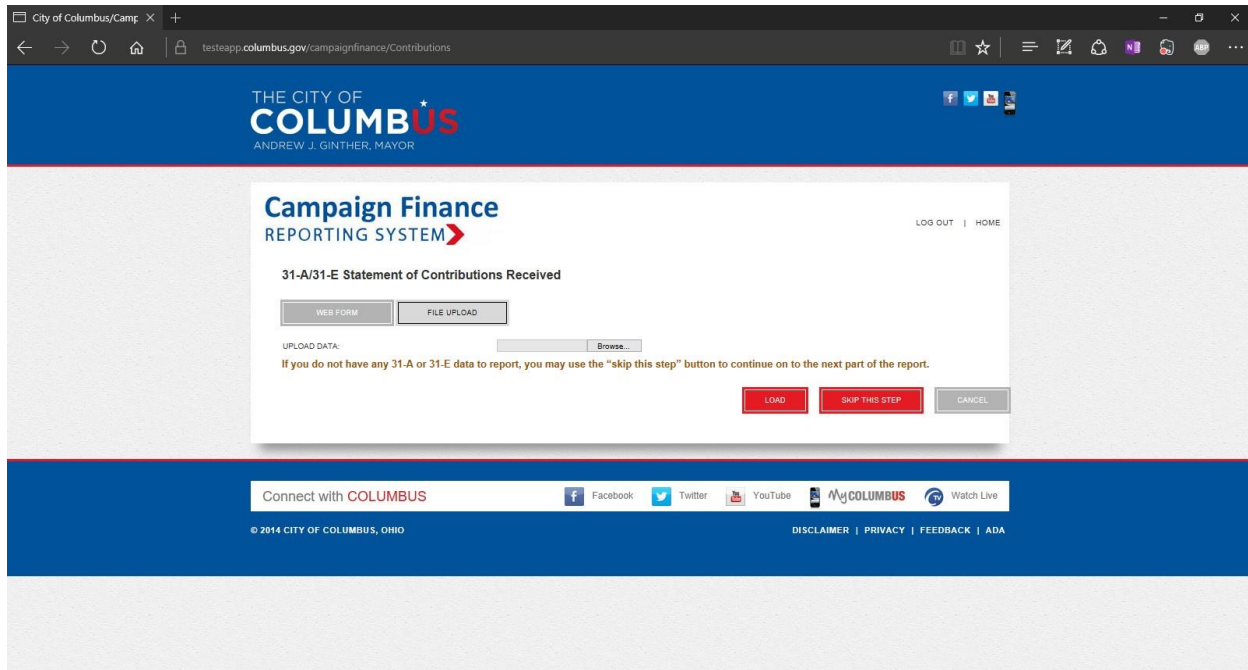 City of Columbus/Camp
testeapp.columbus.gov/campaignfinance/Contributions
ABP
THE CITY OF
COLUMBUS
ANDREW J. GINTHER, MAYOR
Campaign Finance
REPORTING SYSTEM
LOG OUT | HOME
31-A/31-E Statement of Contributions Received
WEB FORM FILE UPLOAD
UPLOAD DATA: Browse...
If you do not have any 31-A or 31-E data to report, you may use the “skip this step” button to continue on to the next part of the report.
LOAD SKIP THIS STEP CANCEL
Connect with COLUMBUS Facebook Twitter YouTube MyCOLUMBUS TV Watch Live
© 2014 CITY OF COLUMBUS, OHIO DISCLAIMER | PRIVACY | FEEDBACK | ADA